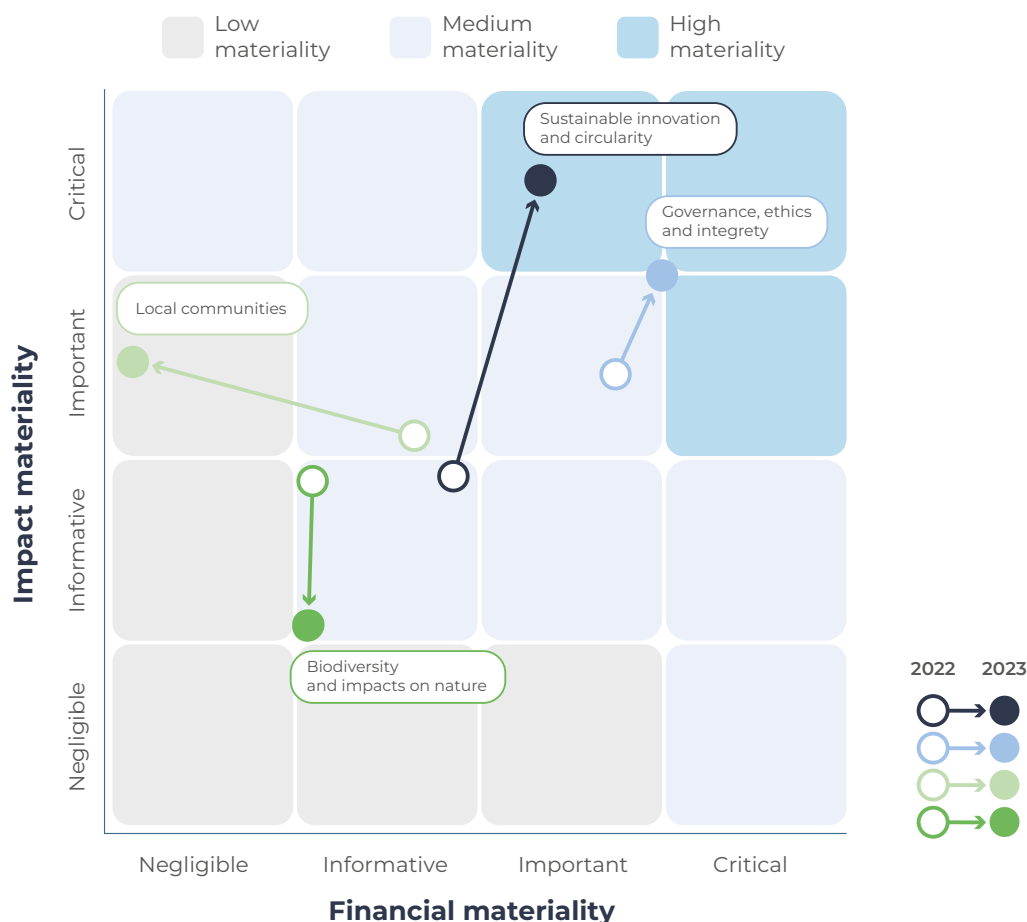 Low
materiality
Medium
materiality
High
materiality
Sustainable innovation
and circularity
Governance, ethics
and integrety
Local communities
Biodiversity
and impacts on nature
Impact materiality
Critical
Important
Informative
Negligible
2022 2023
Negligible Informative Important Critical
Financial materiality